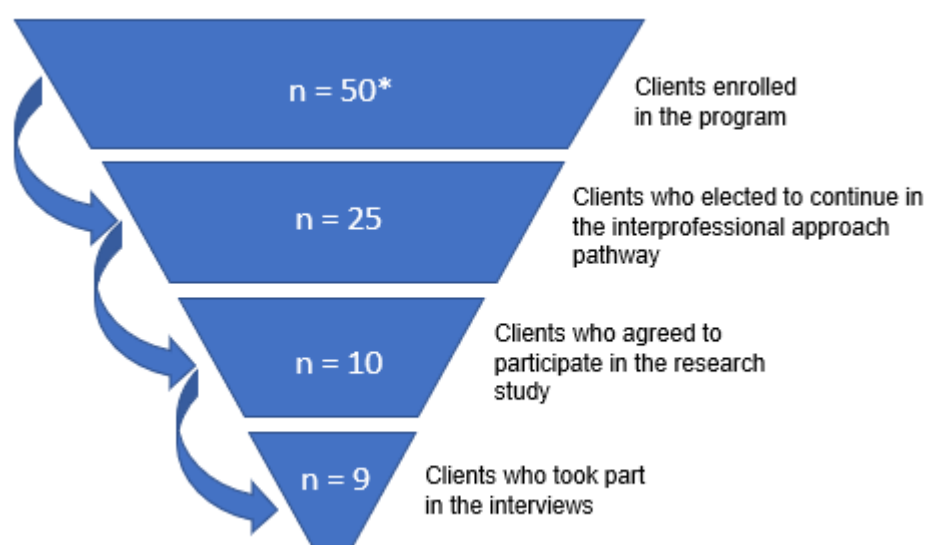 n = 50*
Clients enrolled
in the program
n = 25
Clients who elected to continue in
the interprofessional approach
pathway
n = 10
Clients who agreed to
participate in the research
study
n = 9
Clients who took part
in the interviews